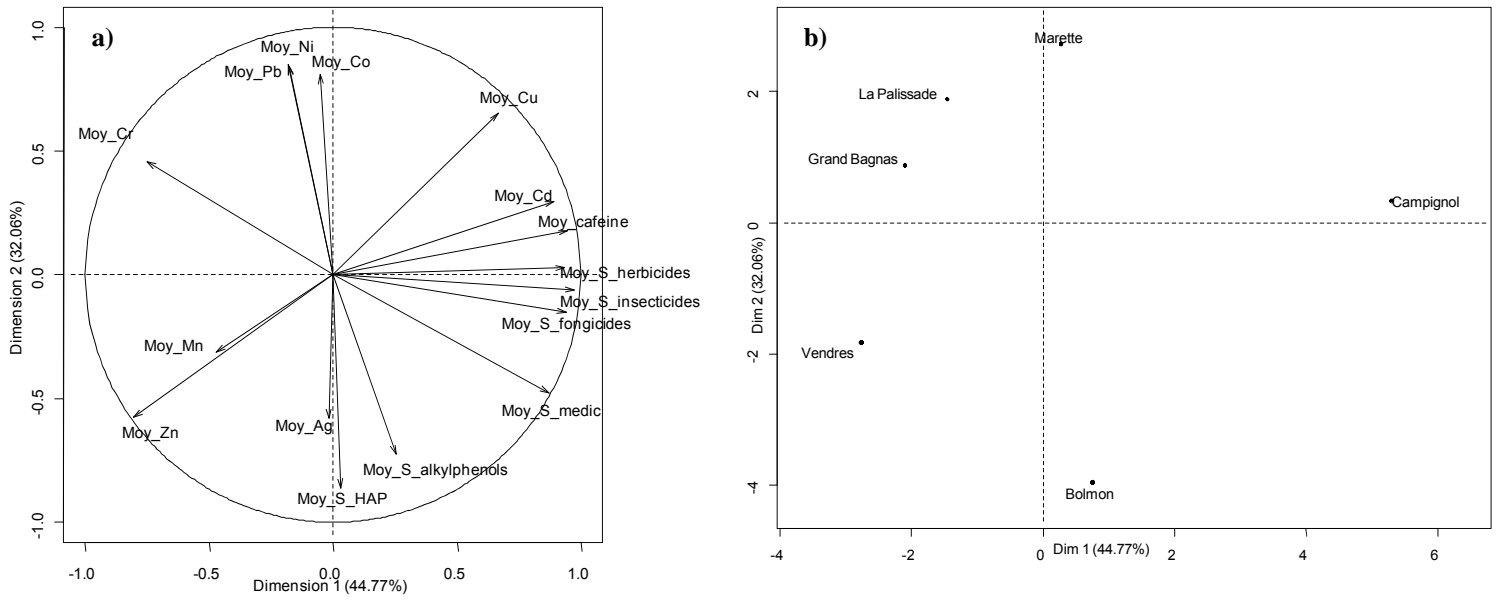 a)
Moy_Ni
Moy_Co
Moy_Pb
Moy_Cu
Moy_Cr
Moy_Cd
Moy_cafeine
Moy_S_herbicides
Moy_S_insecticides
Moy_S_fongicides
Moy_Mn
Moy_S_medic
Moy_Zn
Moy_Ag
Moy_S_alkylphenols
Moy_S_HAP
1.0
0.5
0.0
-0.5
-1.0
Dimension 2 (32.06%)
-1.0 -0.5 0.0 0.5 1.0
Dimension 1 (44.77%)
b)
Marette
La Palissade
Grand Bagnas
Campignol
Vendres
Bolmon
2
0
-2
-4
Dim 2 (32.06%)
Dim 1 (44.77%)
-4 -2 0 2 4 6